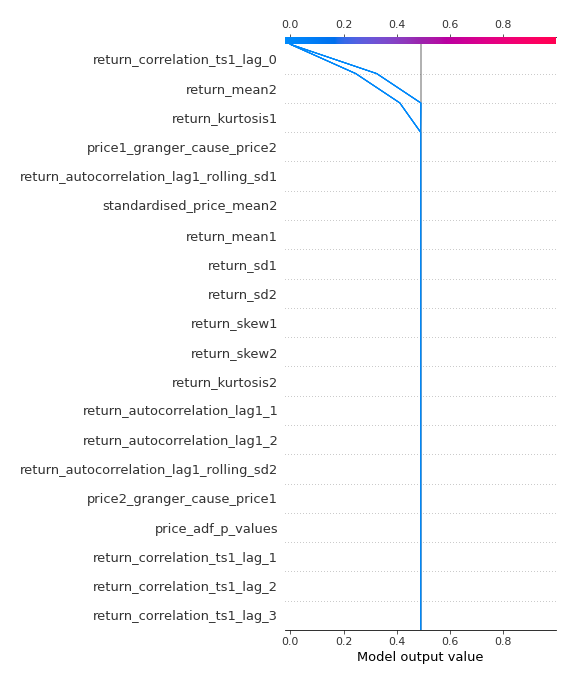 0.0 0.2 0.4 0.6 0.8
return_correlation_ts1_lag_0
return_mean2
return_kurtosis1
price1_granger_cause_price2
return_autocorrelation_lag1_rolling_sd1
standardised_price_mean2
return_mean1
return_sd1
return_sd2
return_skew1
return_skew2
return_kurtosis2
return_autocorrelation_lag1_1
return_autocorrelation_lag1_2
return_autocorrelation_lag1_rolling_sd2
price2_granger_cause_price1
price_adf_p_values
return_correlation_ts1_lag_1
return_correlation_ts1_lag_2
return_correlation_ts1_lag_3
0.0 0.2 0.4 0.6 0.8
Model output value